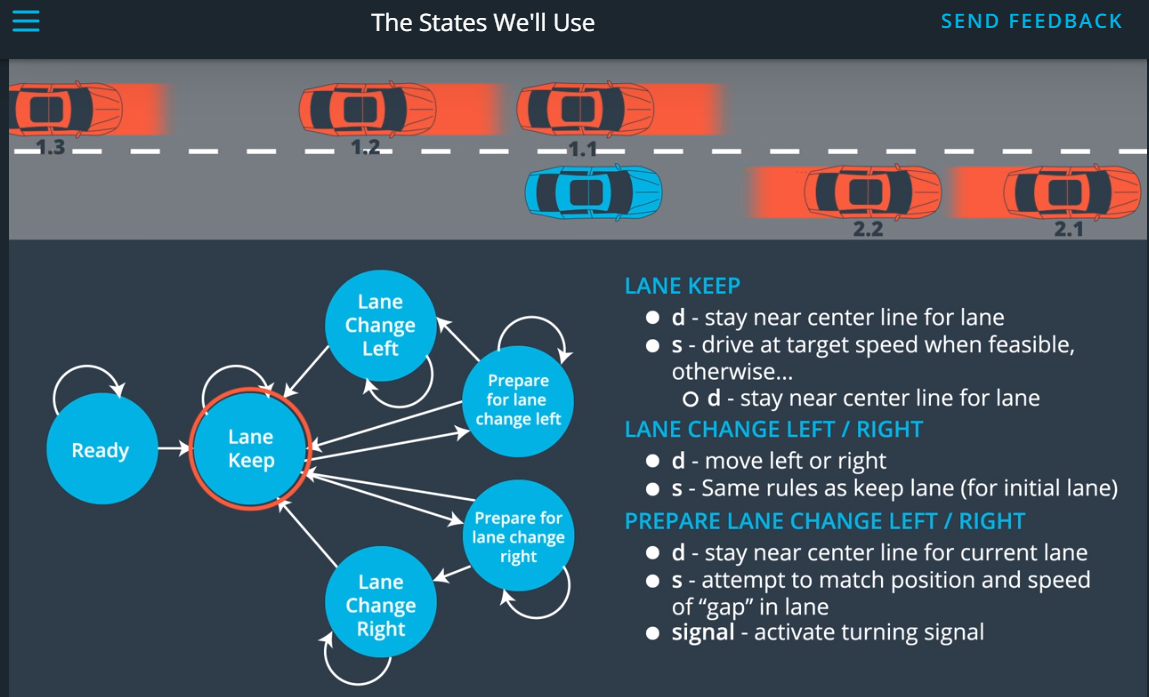 The States We'll Use
SEND FEEDBACK
1.3
1.2
1.1
2.2
2.1
Lane
Change
Left
Prepare
for lane
change left
Ready
Lane
Keep
Prepare for
lane change
right
Lane
Change
Right
LANE KEEP
d - stay near center line for lane
s - drive at target speed when feasible,
otherwise...
d - stay near center line for lane
LANE CHANGE LEFT / RIGHT
d - move left or right
s - Same rules as keep lane (for initial lane)
PREPARE LANE CHANGE LEFT / RIGHT
d - stay near center line for current lane
s - attempt to match position and speed
of “gap” in lane
signal - activate turning signal